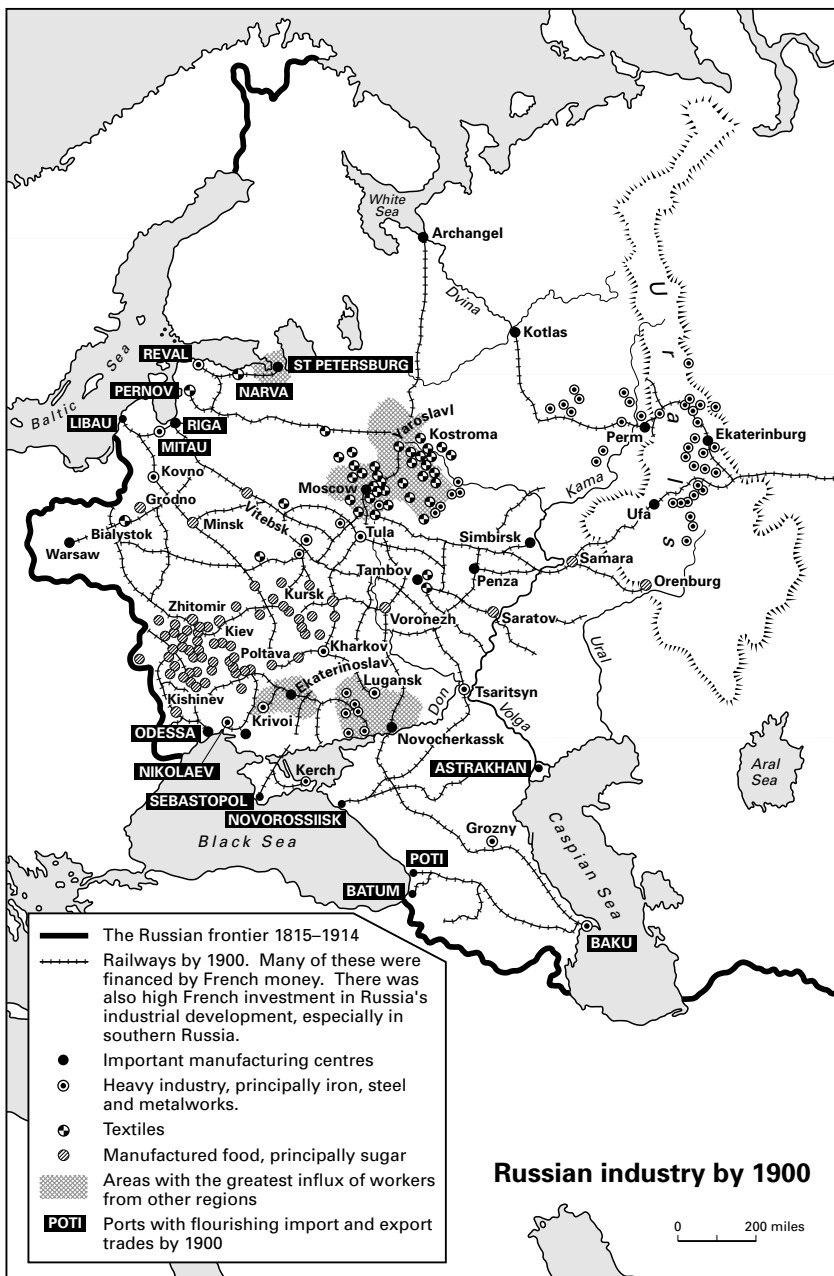 White
Sea
Archangel
Dvina
Kotlas
Urals
Baltic Sea
REVAL
ST PETERSBURG
PERNOV
NARVA
LIBAU
RIGA
MITAU
Yaroslavl
Kostroma
Perm
Ekaterinburg
Kovno
Moscow
Kama
Grodno
Vitebsk
Ufa
Bialystok
Minsk
Tula
Simbirsk
Warsaw
Samara
Tambov
Penza
Orenburg
Zhitomir
Kursk
Voronezh
Saratov
Kiev
Poltava
Kharkov
Ural
Ekaterinoslav
Lugansk
Don
Tsaritsyn
Volga
Kishinev
Krivoi
ODESSA
Novocherkassk
NIKOLAEV
ASTRAKHAN
Aral
Sea
Kerch
SEBASTOPOL
NOVOROSSIISK
Black Sea
Grozny
Caspian Sea
POTI
BATUM
BAKU
The Russian frontier 1815–1914
Railways by 1900. Many of these were
financed by French money. There was
also high French investment in Russia's
industrial development, especially in
southern Russia.
Important manufacturing centres
Heavy industry, principally iron, steel
and metalworks.
Textiles
Manufactured food, principally sugar
Areas with the greatest influx of workers
from other regions
POTI Ports with flourishing import and export
trades by 1900
Russian industry by 1900
0 200 miles